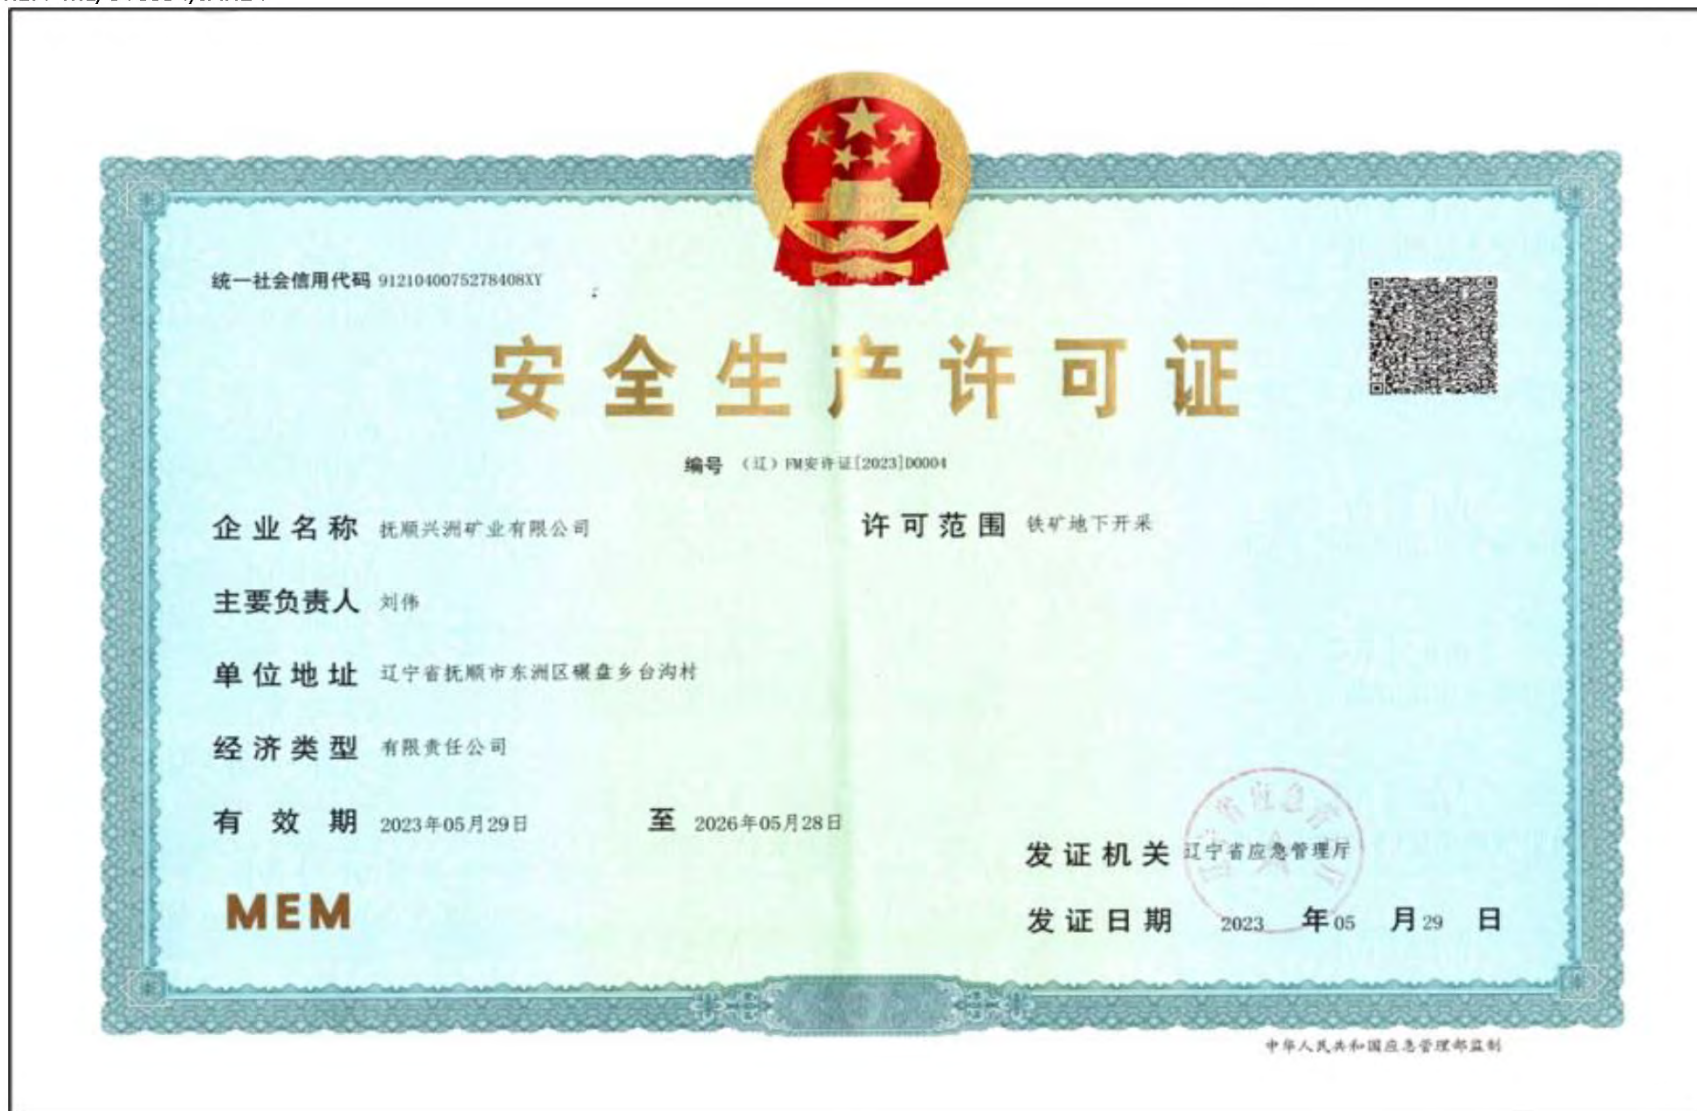 统一社会信用代码 9121040075278408XY
安全生产许可证
编号 (辽)FM安许证[2023]D0004
企业名称 抚顺兴洲矿业有限公司
许可范围 铁矿地下开采
主要负责人 刘伟
单位地址 辽宁省抚顺市东洲区碾盘乡台沟村
经济类型 有限责任公司
有效期 2023年05月29日 至 2026年05月28日
发证机关 辽宁省应急管理厅
MEM
发证日期 2023 年05 月29 日
中华人民共和国应急管理部监制